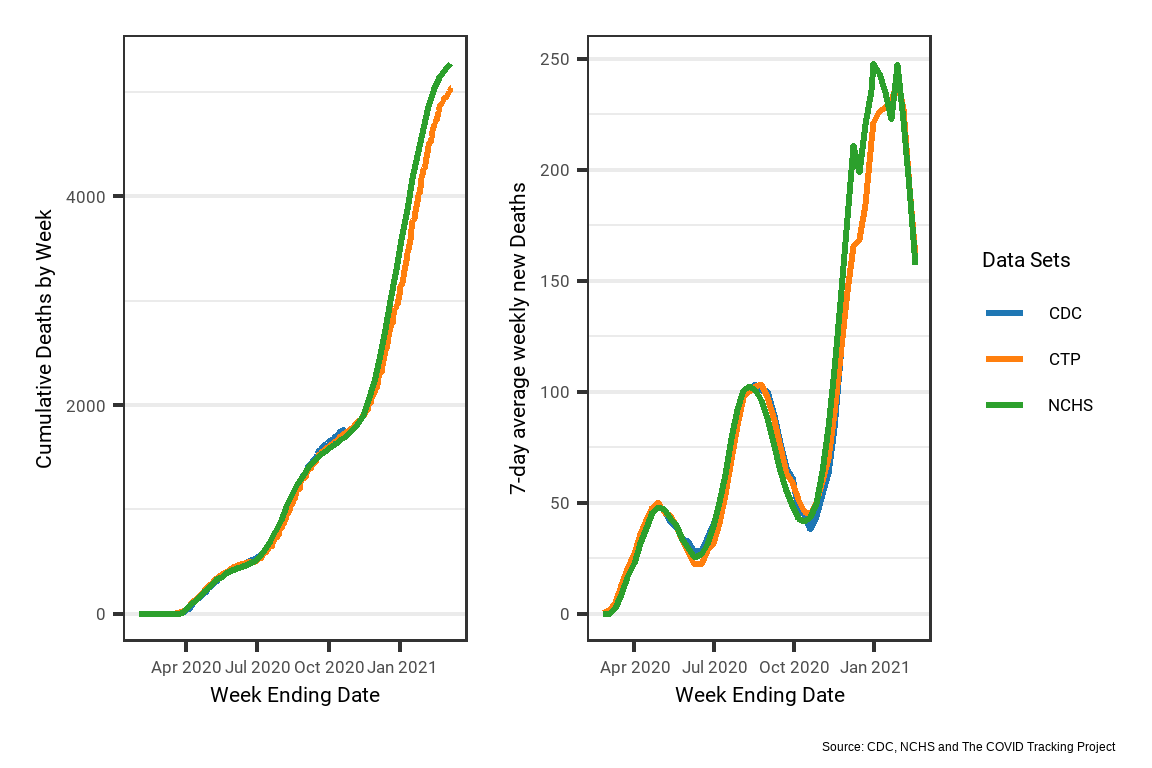 Cumulative Deaths by Week
4000
2000
0
Apr 2020 Jul 2020 Oct 2020 Jan 2021
Week Ending Date
7-day average weekly new Deaths
250
200
150
100
50
0
Apr 2020 Jul 2020 Oct 2020 Jan 2021
Week Ending Date
Data Sets
CDC
CTP
NCHS
Source: CDC, NCHS and The COVID Tracking Project